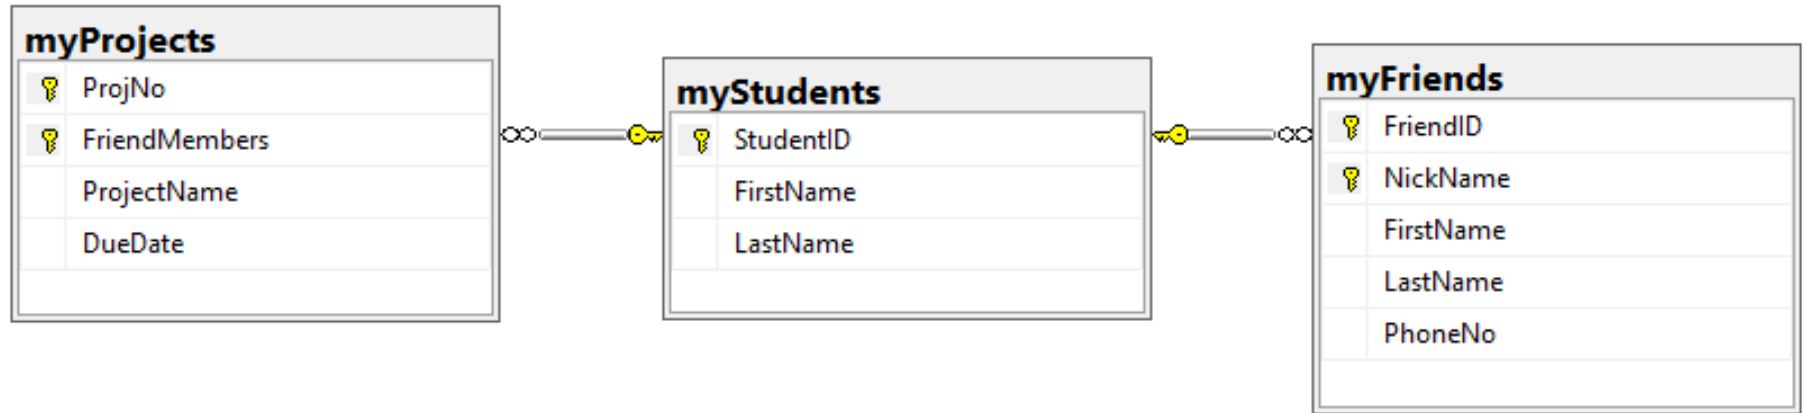 myProjects
ProjNo
FriendMembers
ProjectName
DueDate
myStudents
StudentID
FirstName
LastName
myFriends
FriendID
NickName
FirstName
LastName
PhoneNo